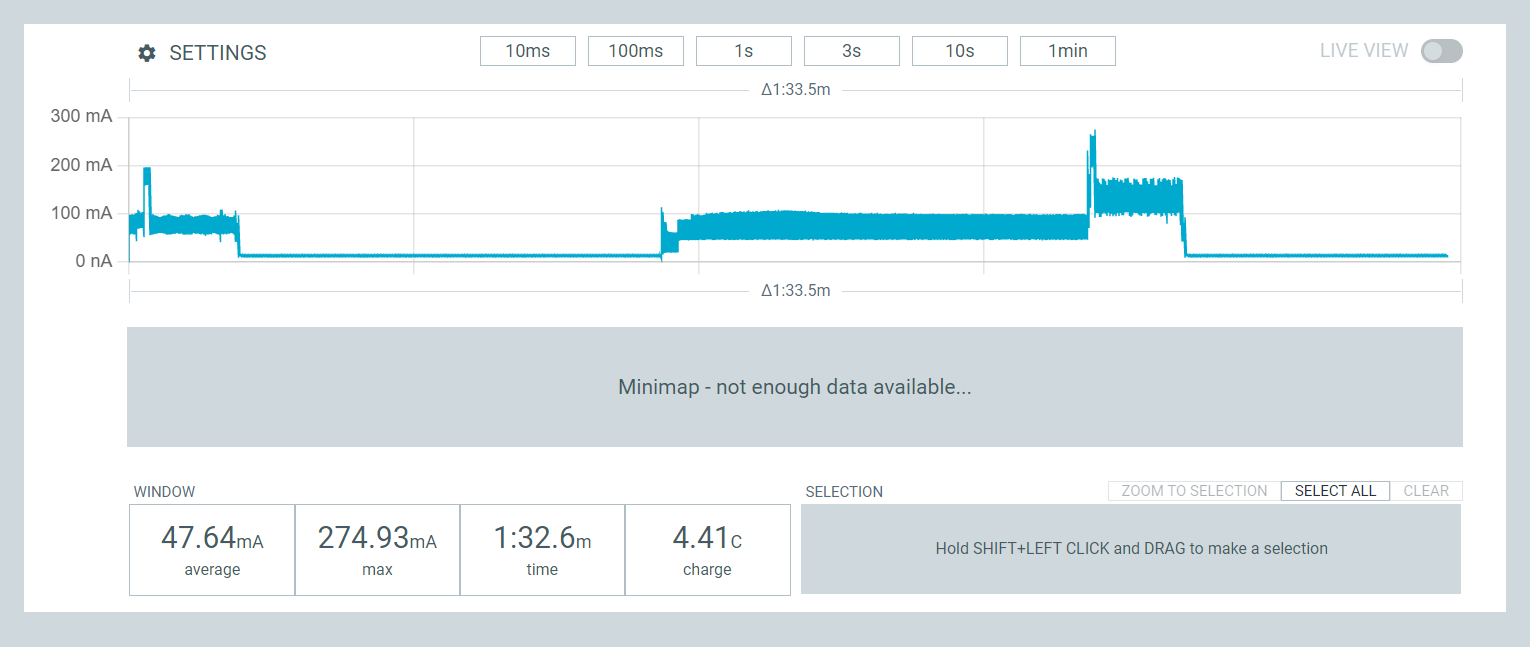 SETTINGS 10ms 100ms 1s 3s 10s 1min LIVE VIEW
Δ1:33.5m
300 mA
200 mA
100 mA
0 nA
Δ1:33.5m
Minimap - not enough data available...
WINDOW
47.64mA 274.93mA 1:32.6m 4.41C
average max time charge
SELECTION ZOOM TO SELECTION SELECT ALL CLEAR
Hold SHIFT+LEFT CLICK and DRAG to make a selection